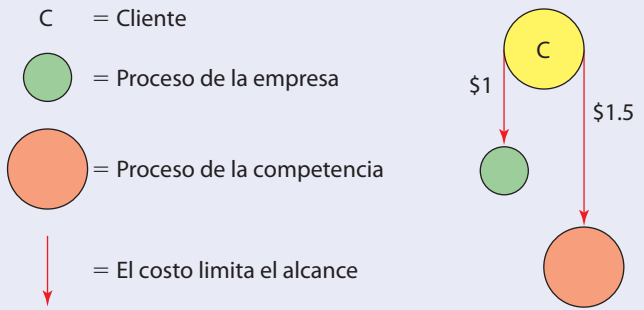 C = Cliente
= Proceso de la empresa
= Proceso de la competencia
= El costo limita el alcance
C
$1
$1.5